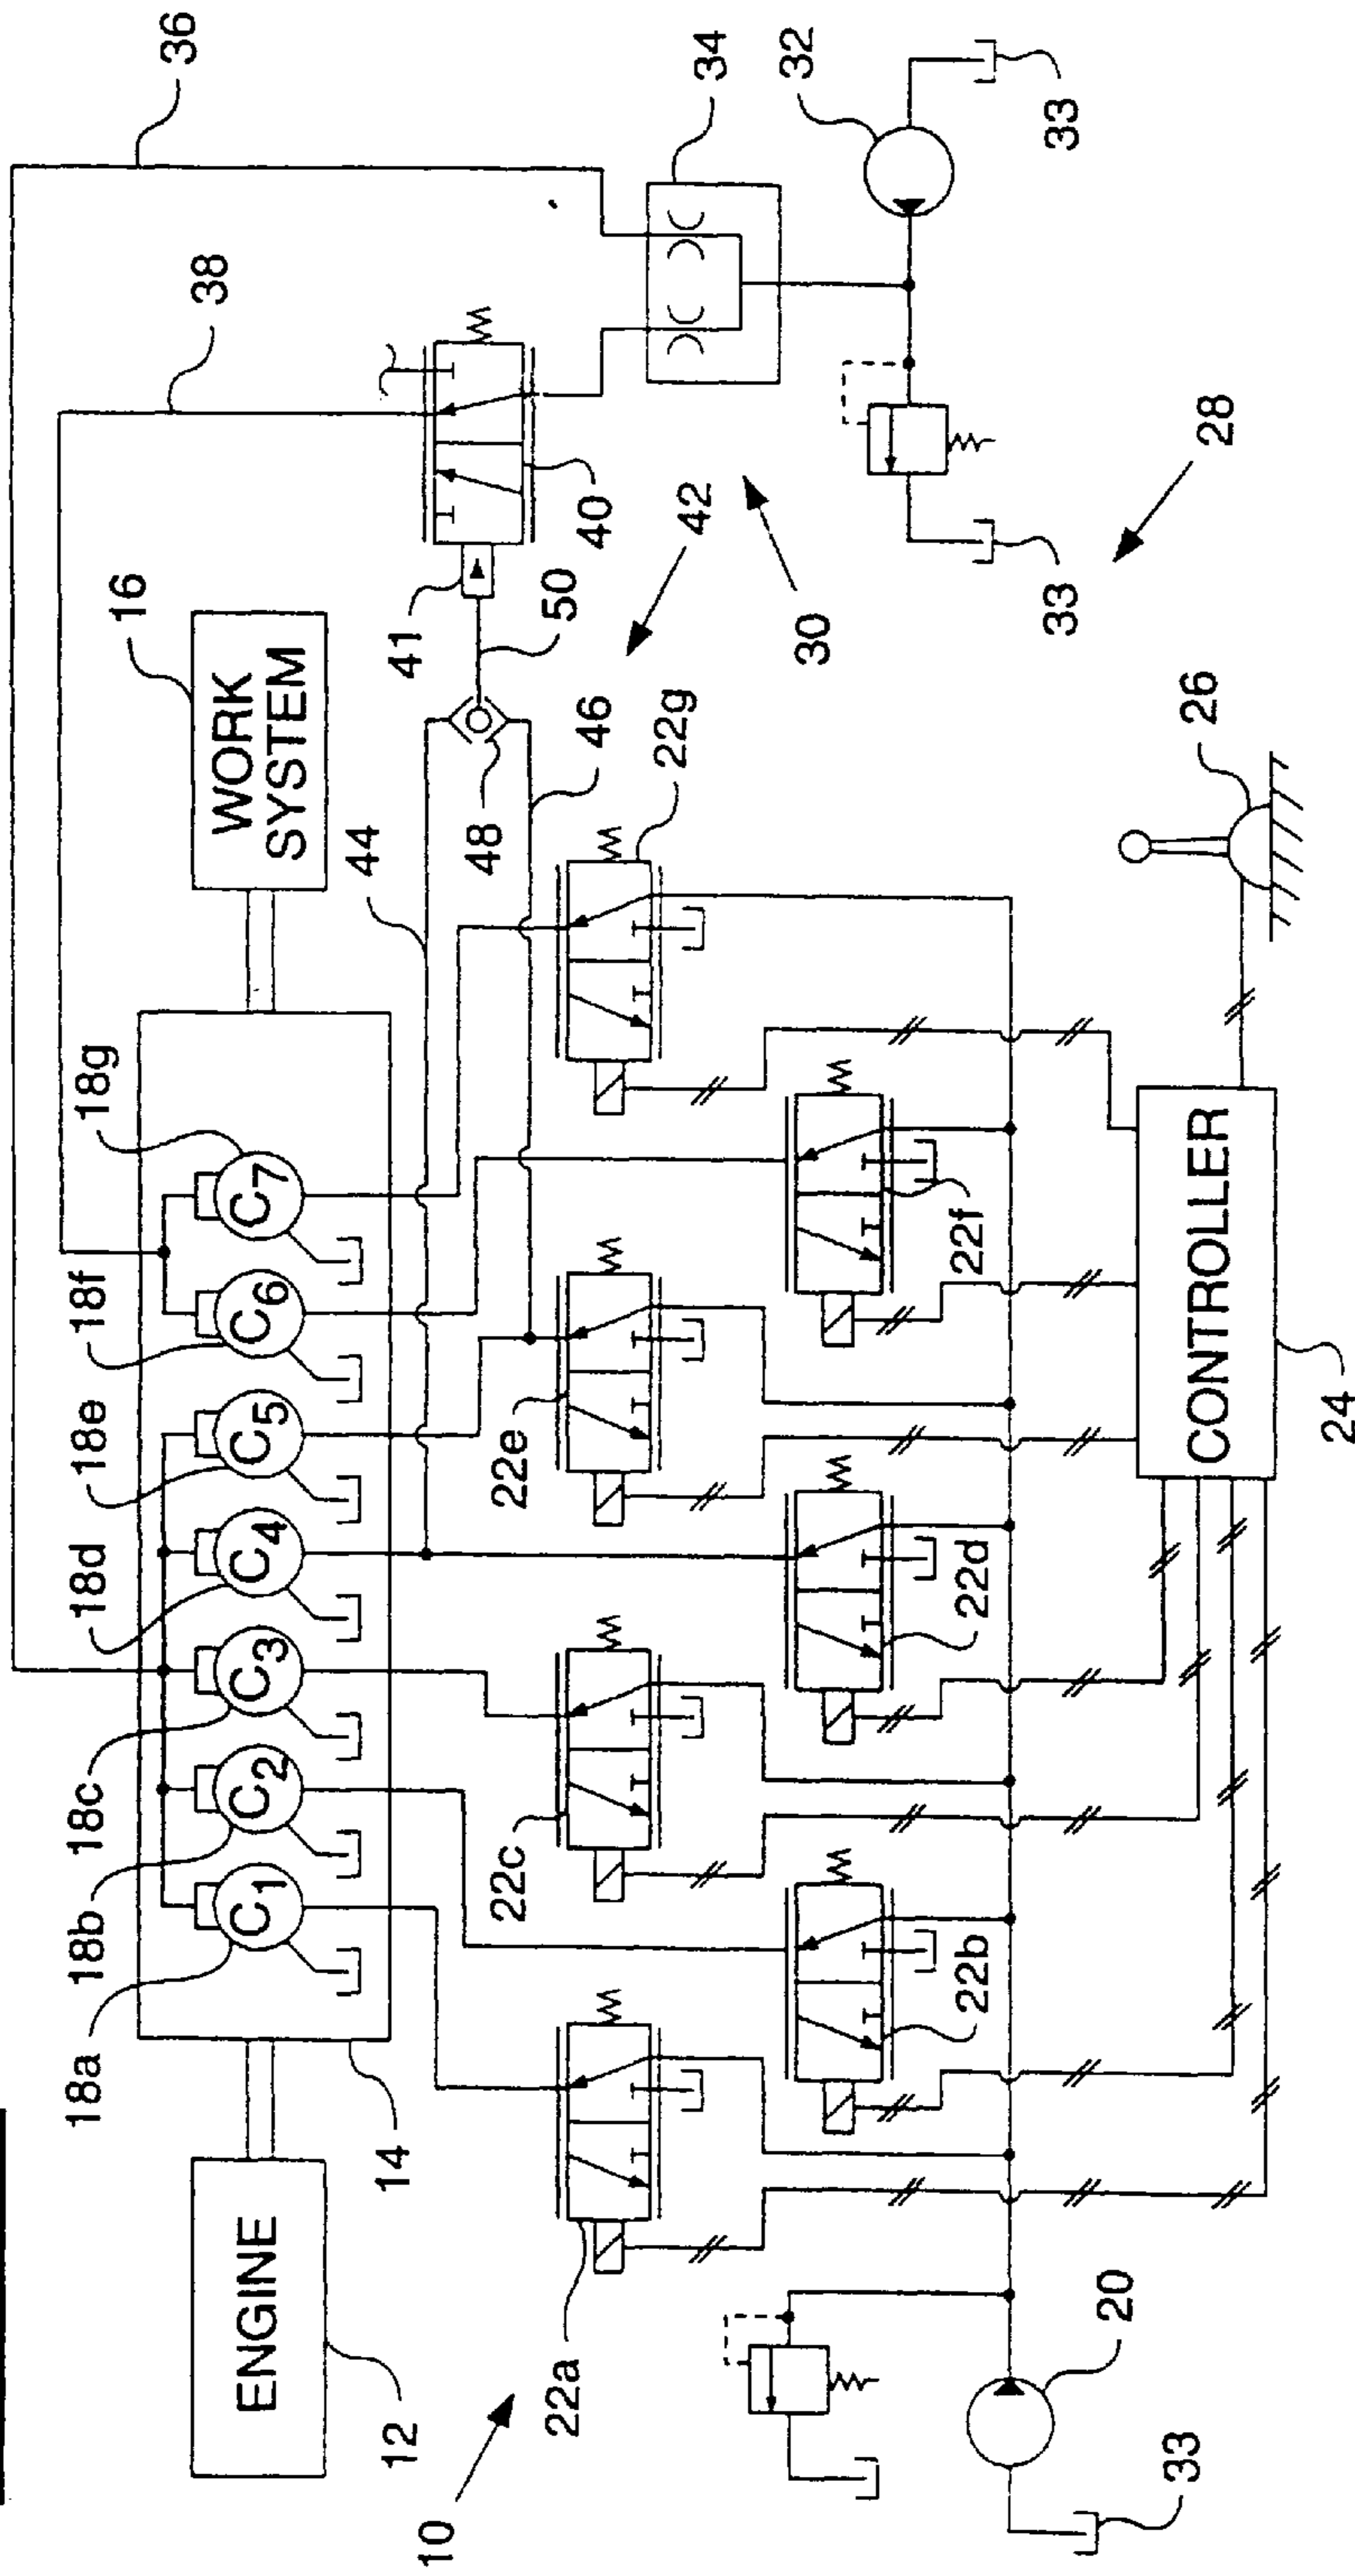 36
38
34
32
33
16
WORK
SYSTEM
41
40
50
42
30
28
33
44
48
46
22g
26
18g
18f
18e
18d
18c
18b
18a
C7
C6
C5
C4
C3
C2
C1
22e
22f
22c
22d
22b
22a
CONTROLLER
24
14
ENGINE
12
10
20
33